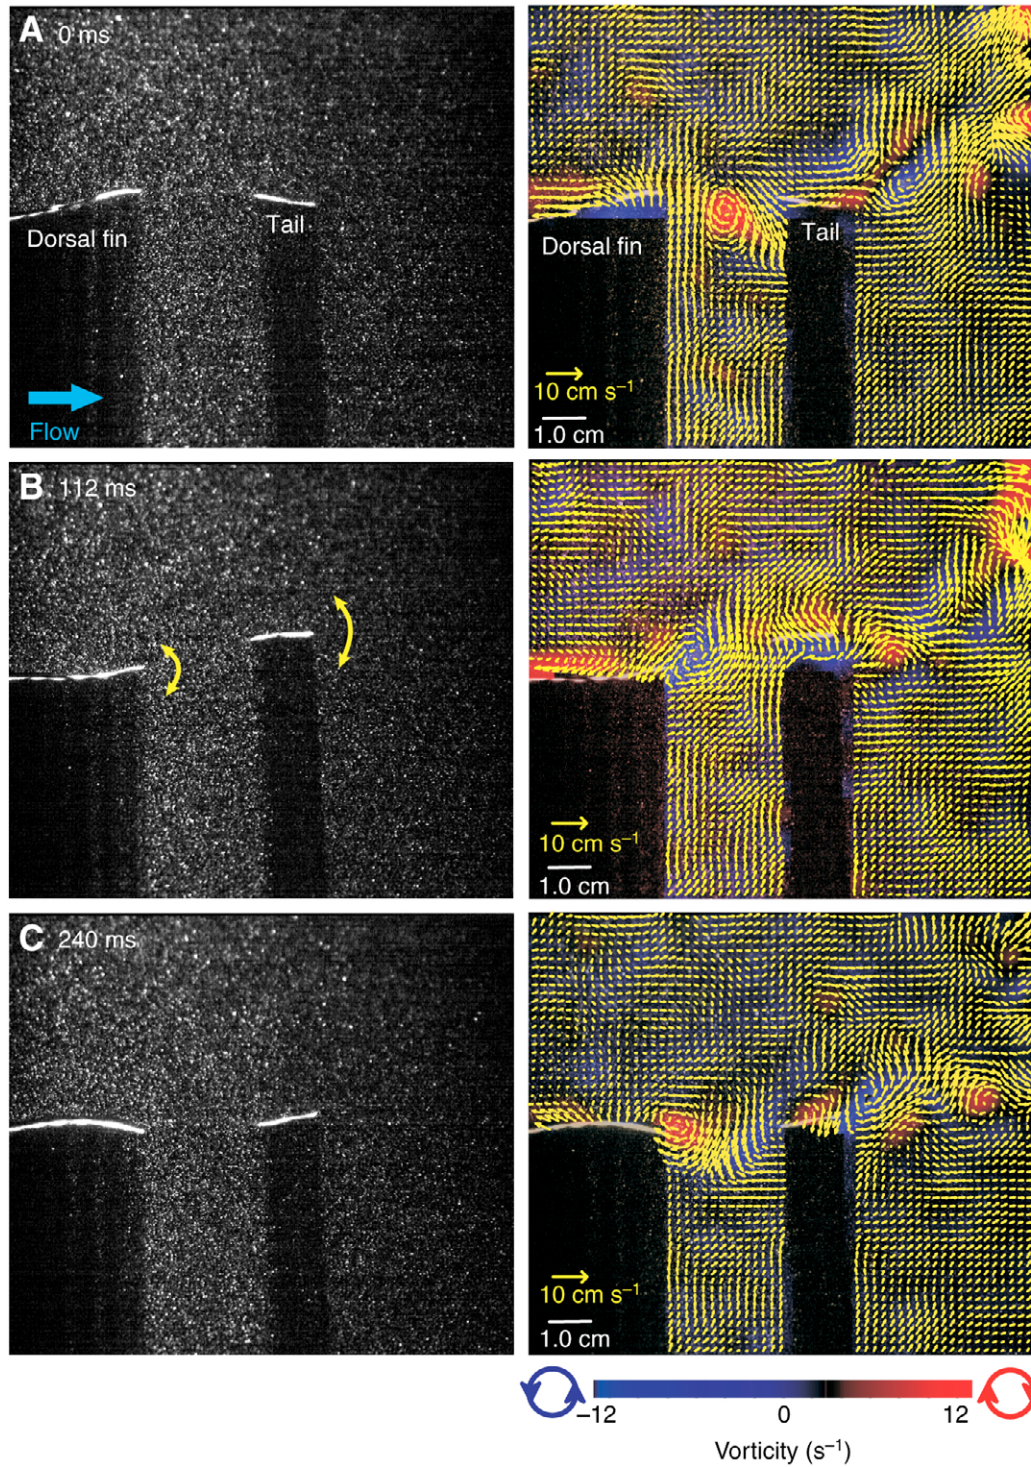 A 0 ms
Dorsal fin
Tail
Flow
Dorsal fin
Tail
10 cm s⁻¹
1.0 cm
B 112 ms
10 cm s⁻¹
1.0 cm
C 240 ms
10 cm s⁻¹
1.0 cm
−12
0
12
Vorticity (s⁻¹)